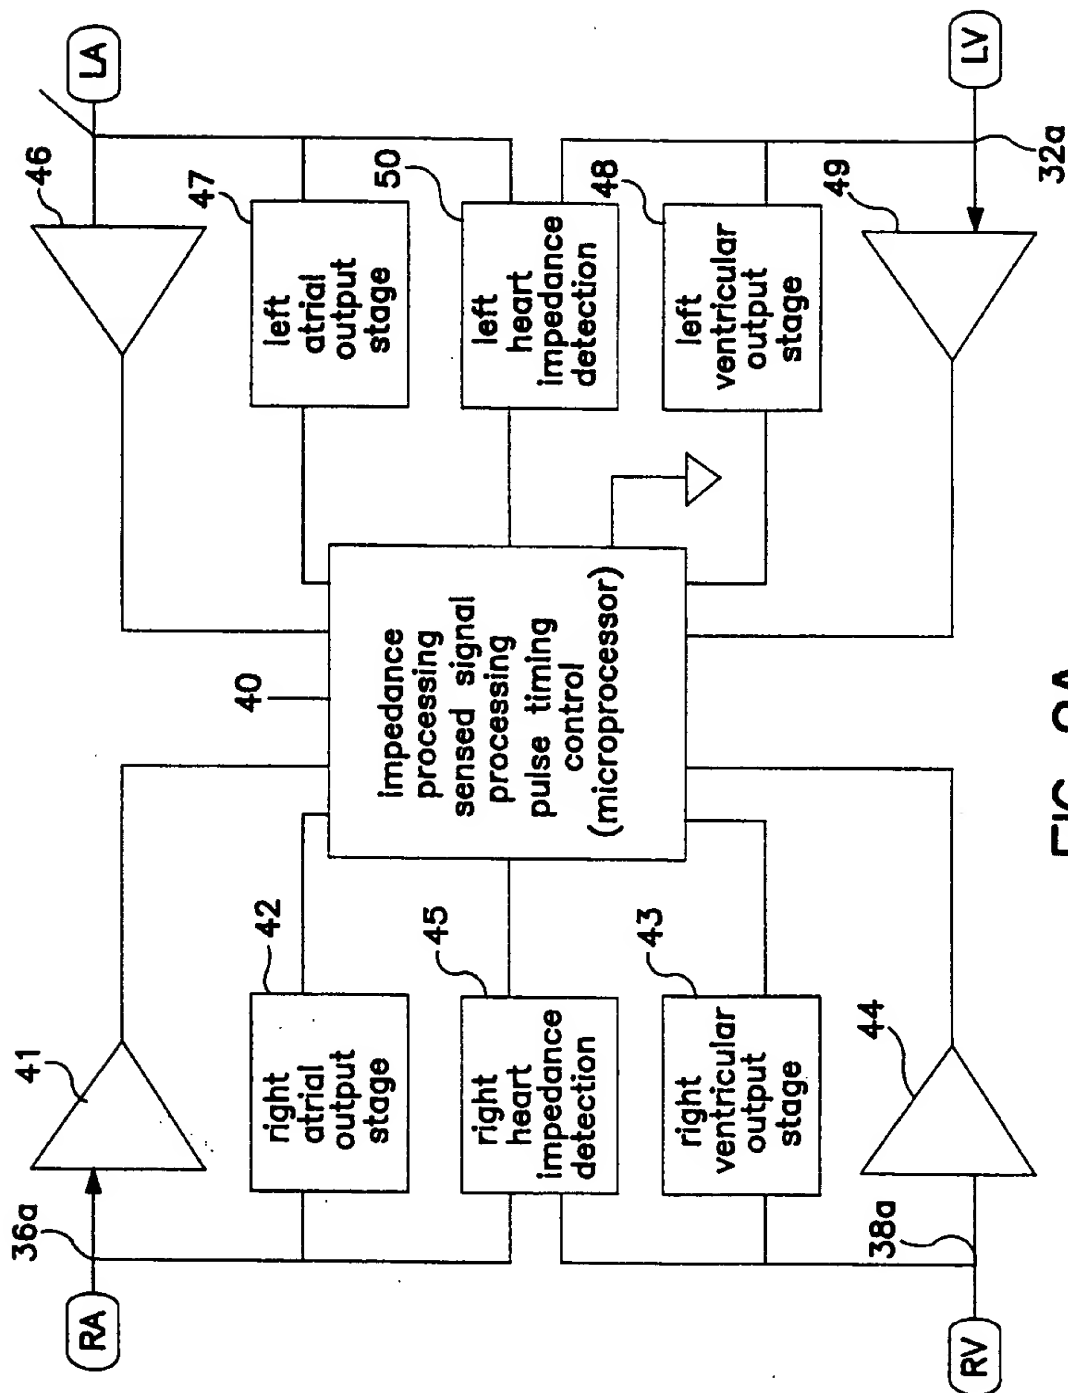 36a
41
46
RA
LA
42
40
47
right
atrial
output
stage
impedance
processing
sensed signal
processing
pulse timing
control
(microprocessor)
left
atrial
output
stage
45
50
right
heart
impedance
detection
left
heart
impedance
detection
43
48
right
ventricular
output
stage
left
ventricular
output
stage
38a
44
49
RV
LV
32a
FIG.